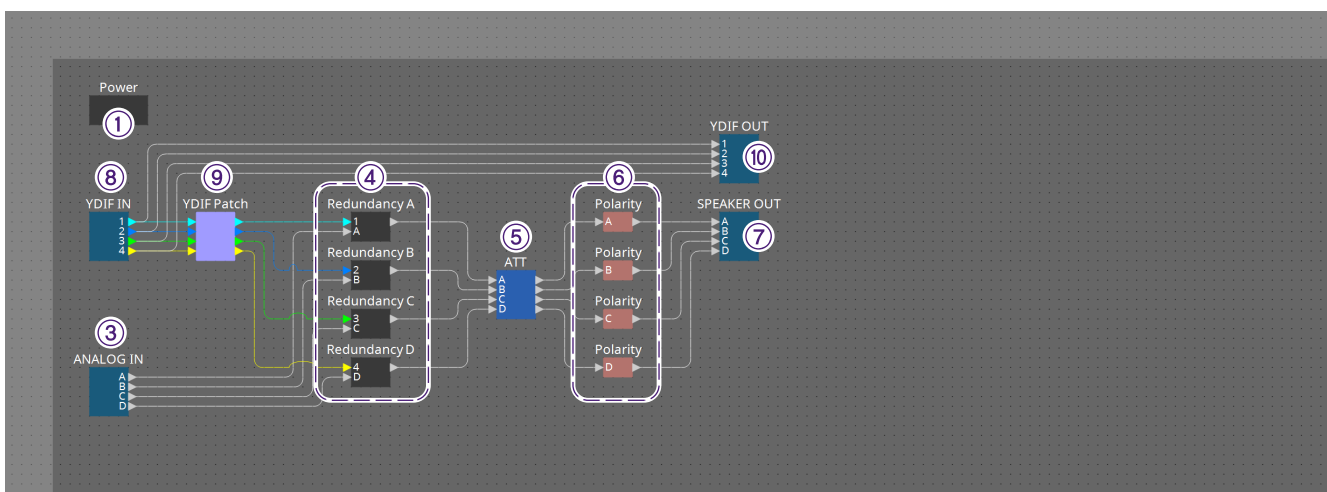 Power
①
YDIF OUT
1
2
3
4
⑩
⑧
⑨
④
⑥
YDIF IN
1
2
3
4
YDIF Patch
Redundancy A
1
A
Redundancy B
2
B
Redundancy C
3
C
Redundancy D
4
D
⑤
ATT
A
B
C
D
Polarity
A
Polarity
B
Polarity
C
Polarity
D
SPEAKER OUT
A
B
C
D
⑦
③
ANALOG IN
A
B
C
D